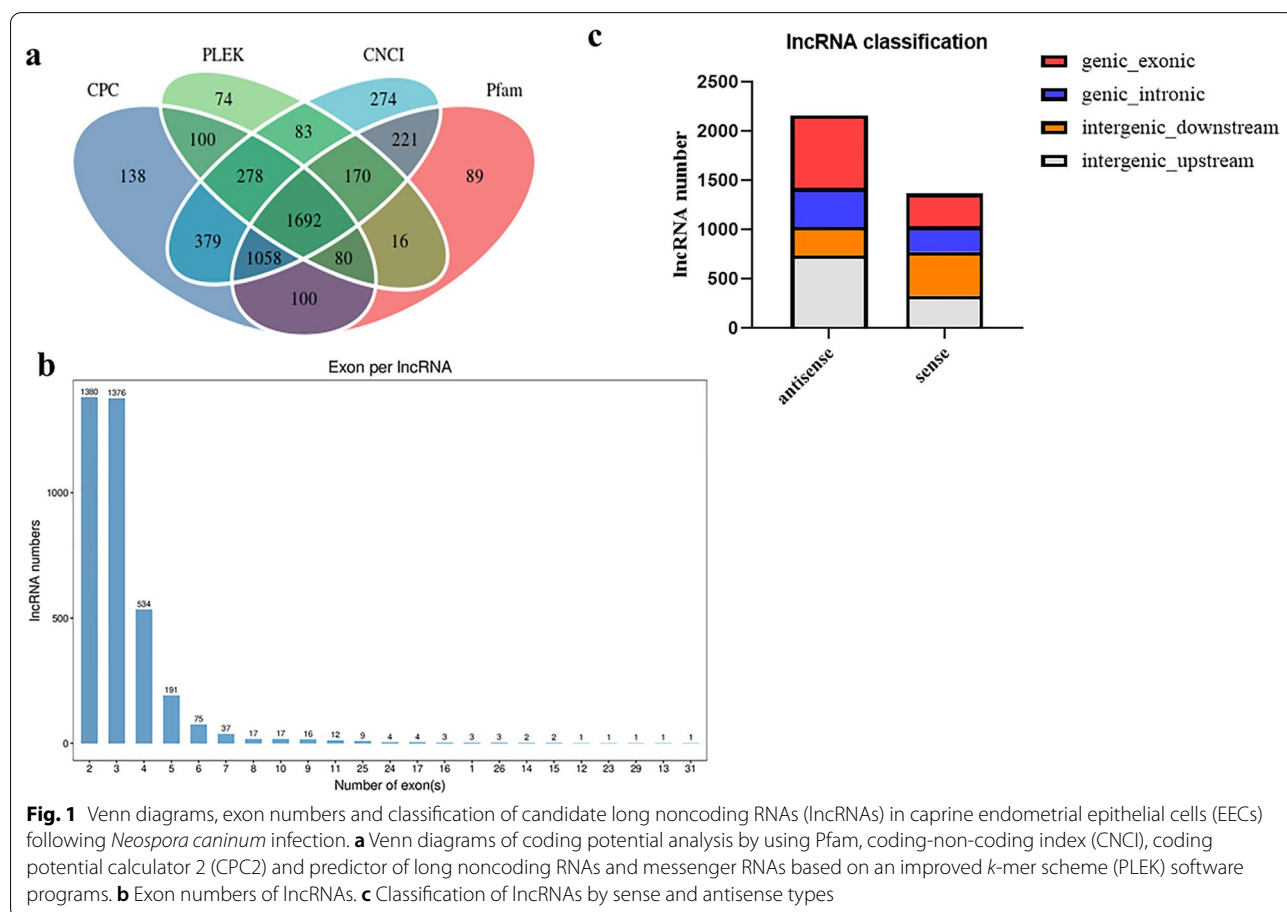 a
PLEK
CNCI
CPC
Pfam
74
274
100
83
221
138
278
170
89
1692
379
16
1058
80
100
c
lncRNA classification
lncRNA number
2500
2000
1500
1000
500
0
antisense
sense
genic_exonic
genic_intronic
intergenic_downstream
intergenic_upstream
b
Exon per lncRNA
lncRNA numbers
1000
500
0
1380 1376 534 191 75 37 17 17 16 12 9 4 4 3 3 3 2 2 1 1 1 1 1
2 3 4 5 6 7 8 10 9 11 25 24 17 16 1 26 14 15 12 23 29 13 31
Number of exon(s)
Fig. 1 Venn diagrams, exon numbers and classification of candidate long noncoding RNAs (lncRNAs) in caprine endometrial epithelial cells (EECs)
following Neospora caninum infection. a Venn diagrams of coding potential analysis by using Pfam, coding-non-coding index (CNCI), coding
potential calculator 2 (CPC2) and predictor of long noncoding RNAs and messenger RNAs based on an improved k-mer scheme (PLEK) software
programs. b Exon numbers of lncRNAs. c Classification of lncRNAs by sense and antisense types